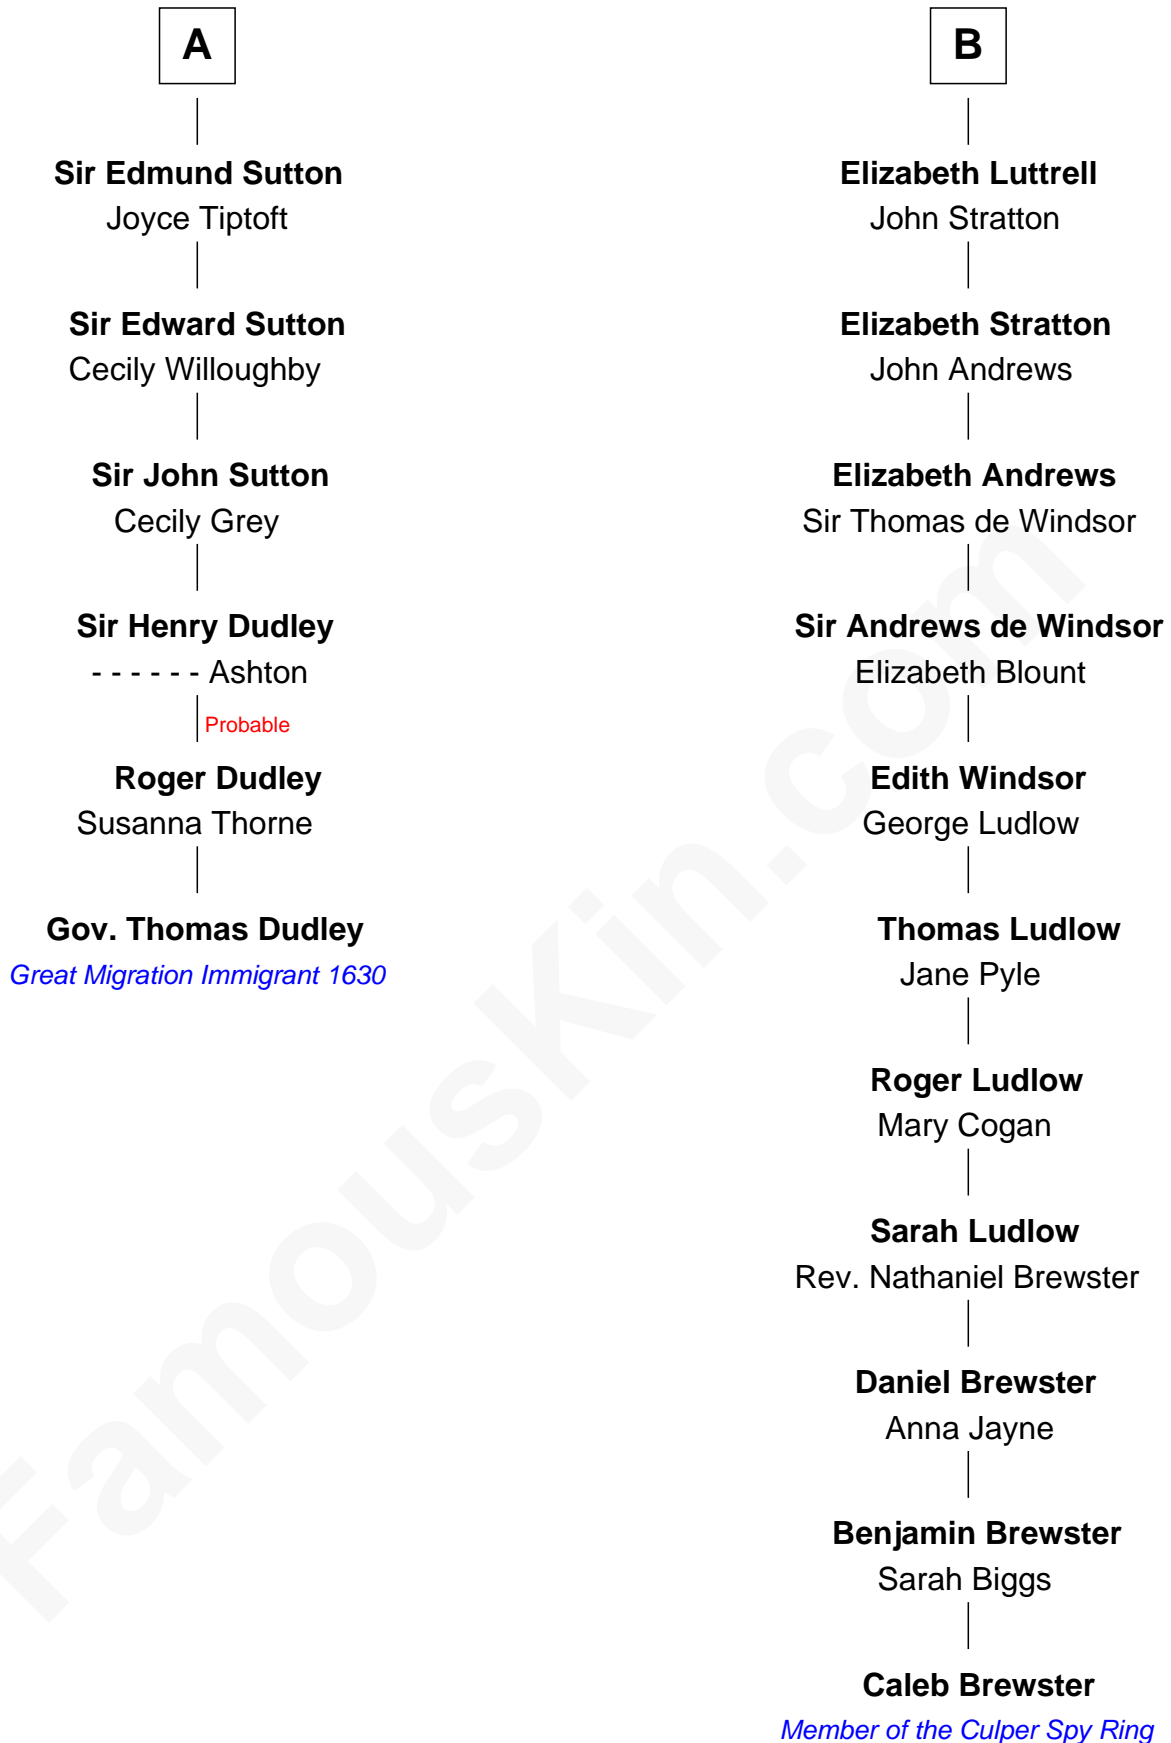 A
Sir Edmund Sutton
Joyce Tiptoft
Sir Edward Sutton
Cecily Willoughby
Sir John Sutton
Cecily Grey
Sir Henry Dudley
- - - - - - Ashton
Probable
Roger Dudley
Susanna Thorne
Gov. Thomas Dudley
Great Migration Immigrant 1630
B
Elizabeth Luttrell
John Stratton
Elizabeth Stratton
John Andrews
Elizabeth Andrews
Sir Thomas de Windsor
Sir Andrews de Windsor
Elizabeth Blount
Edith Windsor
George Ludlow
Thomas Ludlow
Jane Pyle
Roger Ludlow
Mary Cogan
Sarah Ludlow
Rev. Nathaniel Brewster
Daniel Brewster
Anna Jayne
Benjamin Brewster
Sarah Biggs
Caleb Brewster
Member of the Culper Spy Ring
FamousKin.com